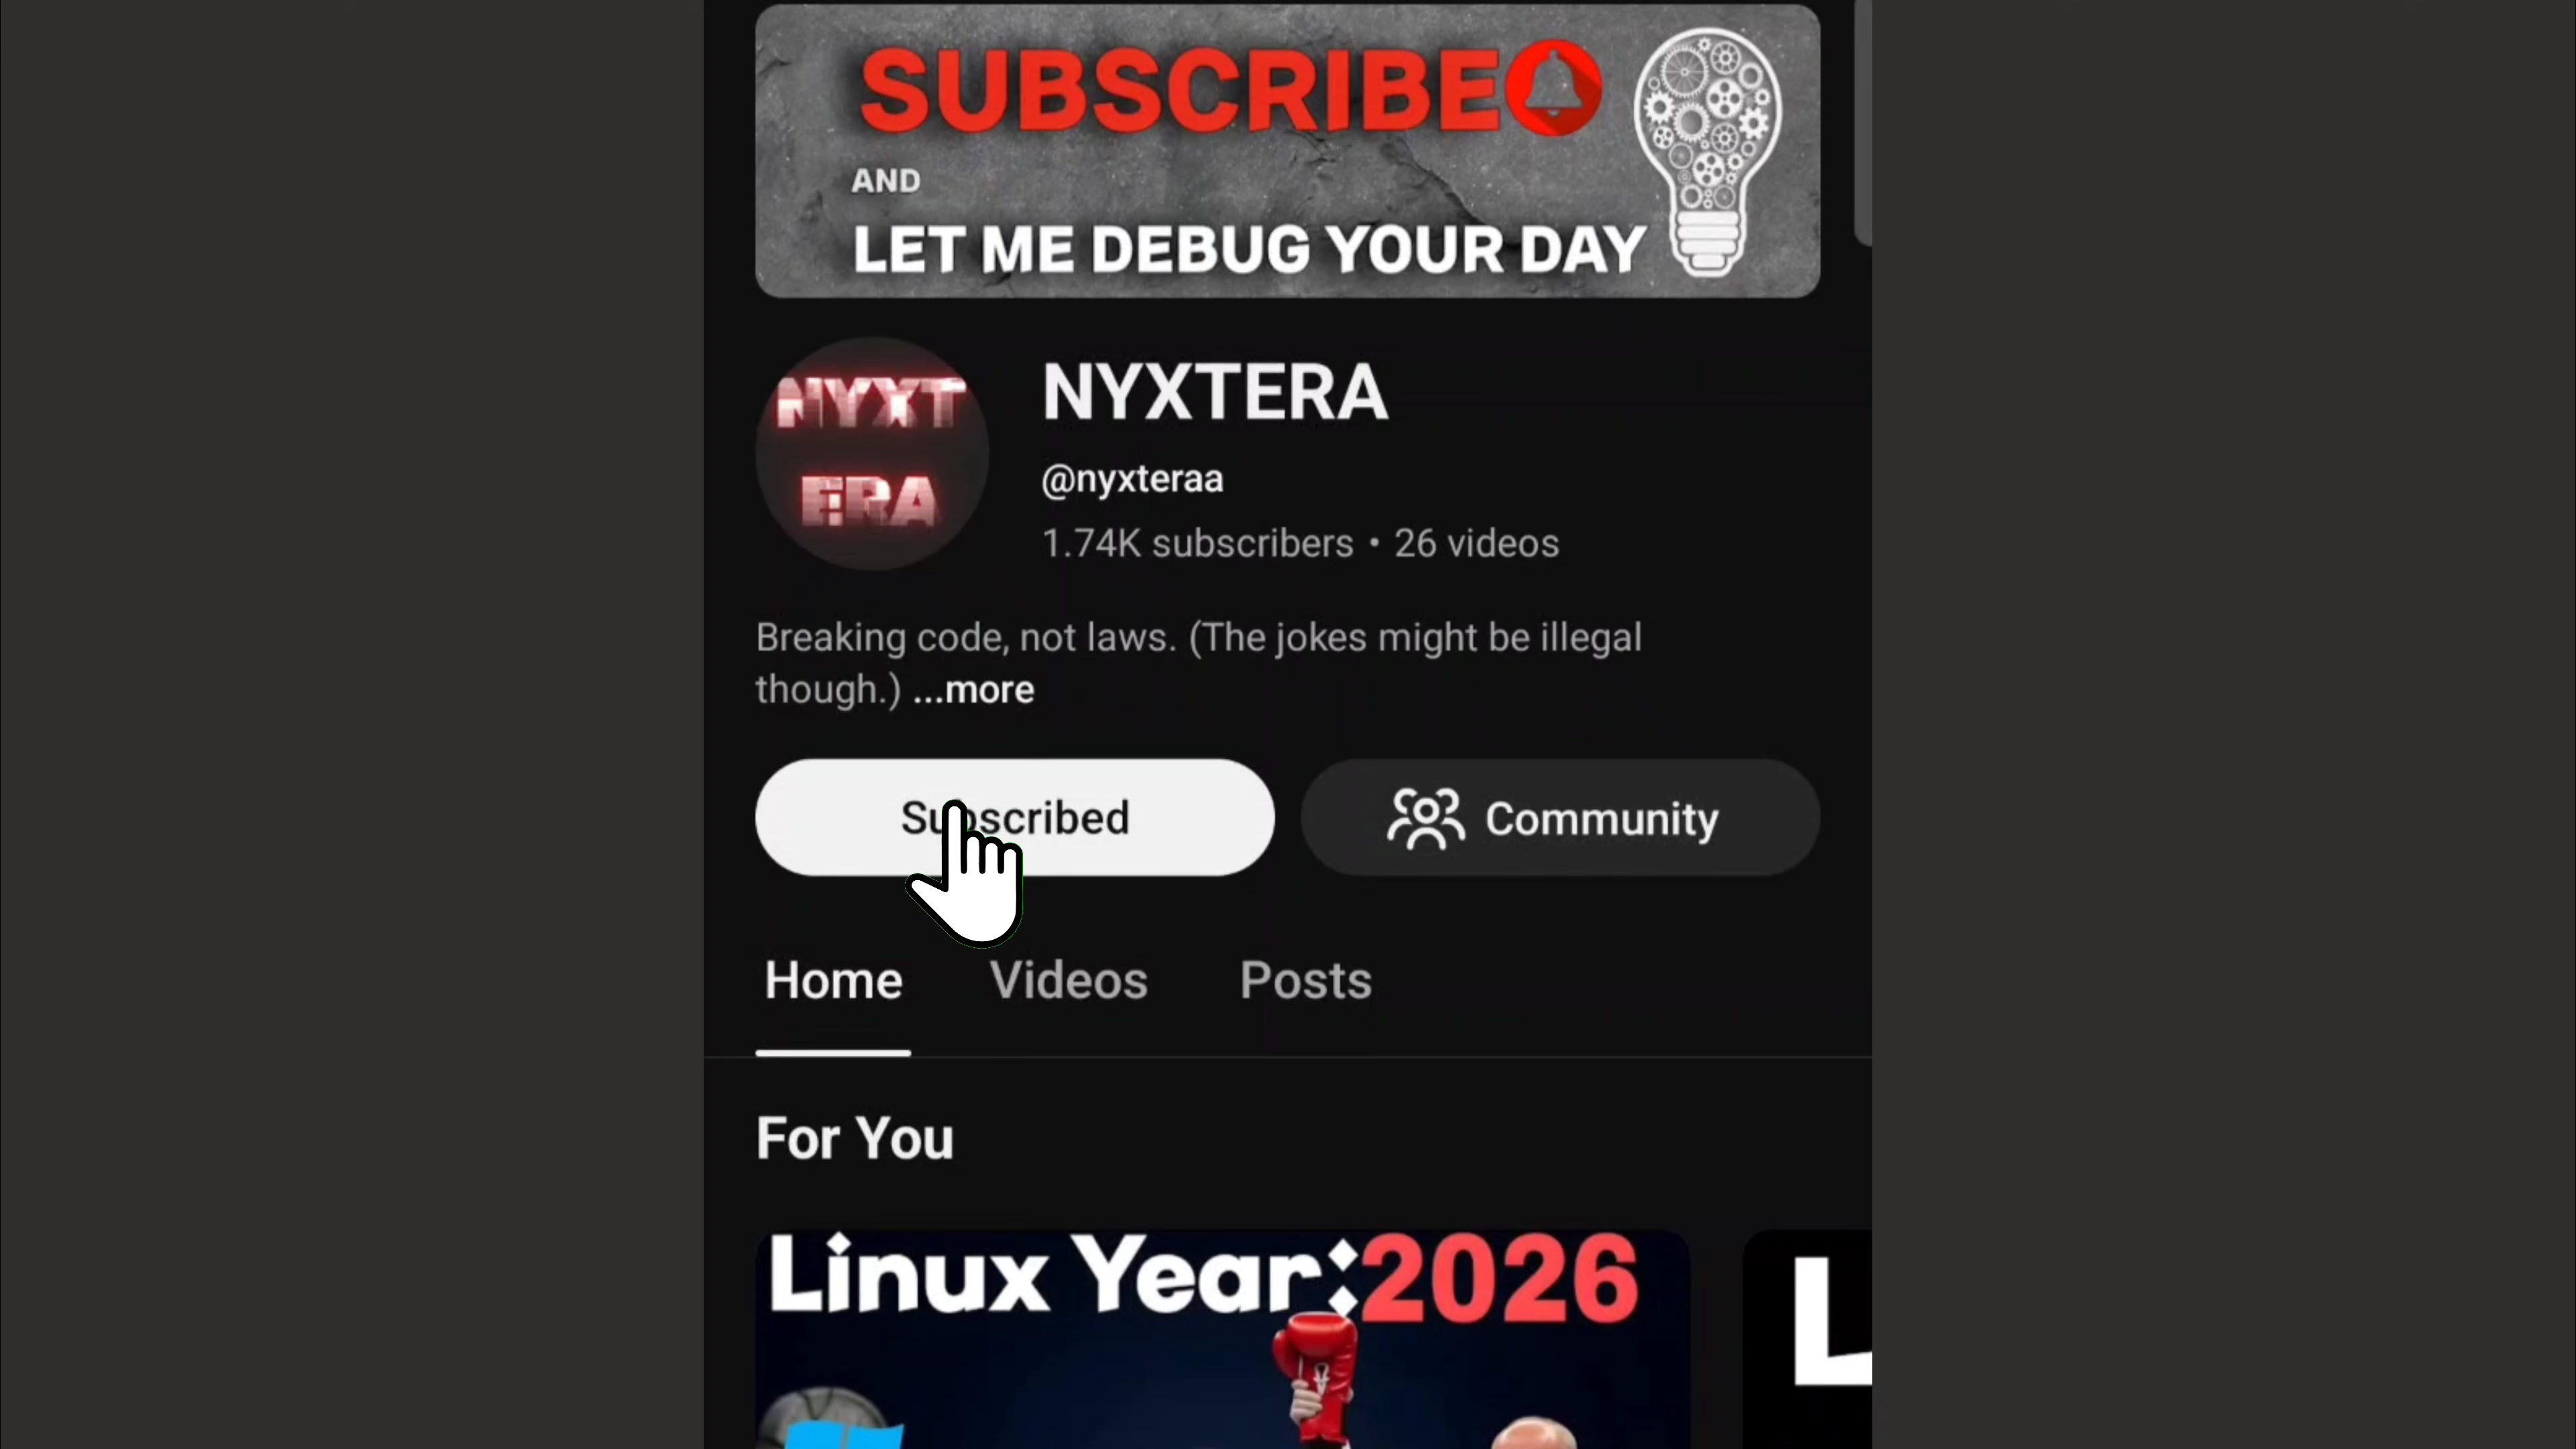 SUBSCRIBE
AND
LET ME DEBUG YOUR DAY
NYXT
ERA
NYXTERA
@nyxteraa
1.74K subscribers • 26 videos
Breaking code, not laws. (The jokes might be illegal
though.) ...more
Subscribed
Community
Home Videos Posts
For You
Linux Year:2026
L